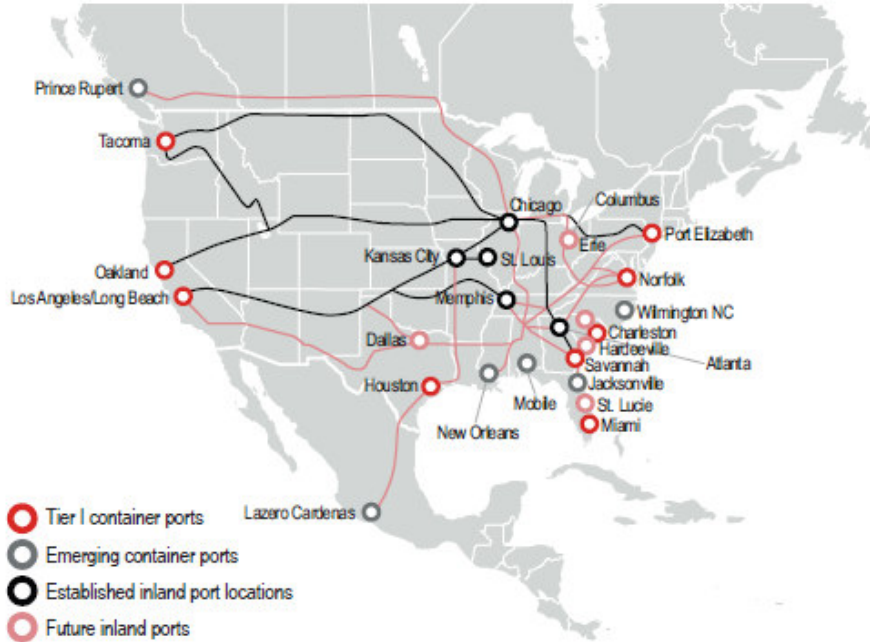 Prince Rupert
Tacoma
Chicago
Columbus
Port Elizabeth
Erie
Kansas City
St. Louis
Oakland
Norfolk
Los Angeles/Long Beach
Memphis
Wilmington NC
Charleston
Dallas
Hardeeville
Atlanta
Savannah
Houston
Jacksonville
Mobile
St. Lucie
New Orleans
Miami
Lazero Cardenas
Tier I container ports
Emerging container ports
Established inland port locations
Future inland ports